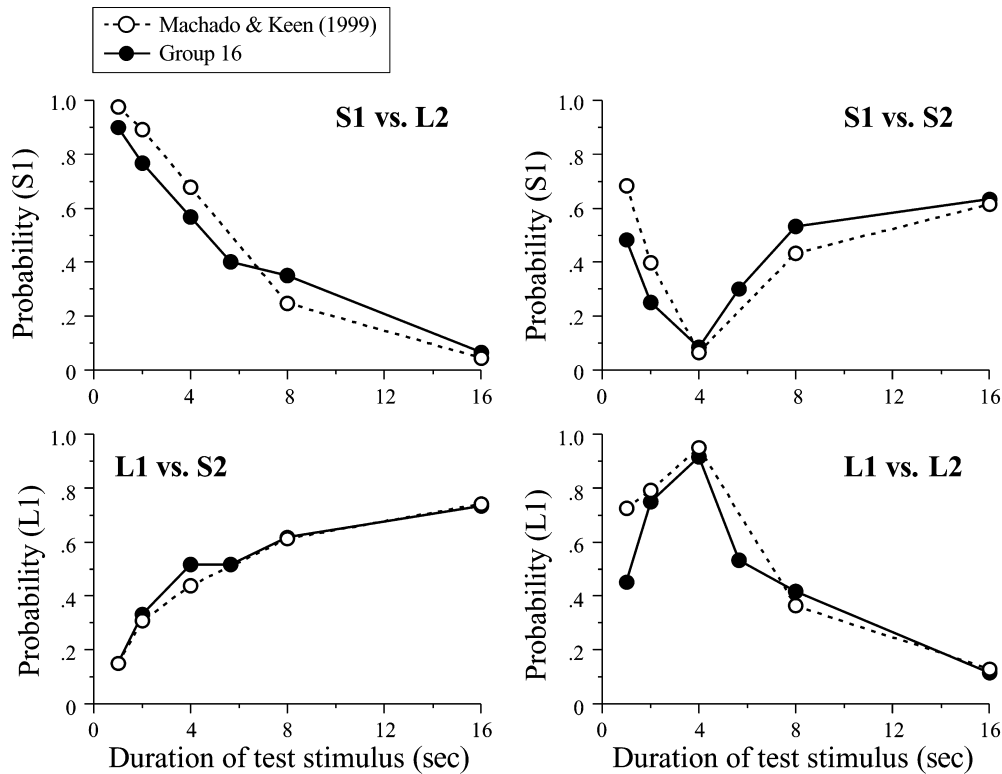 Machado & Keen (1999)
Group 16
S1 vs. L2
Probability (S1)
1.0
.8
.6
.4
.2
0
0 4 8 12 16
S1 vs. S2
Probability (S1)
1.0
.8
.6
.4
.2
0
0 4 8 12 16
L1 vs. S2
Probability (L1)
1.0
.8
.6
.4
.2
0
0 4 8 12 16
Duration of test stimulus (sec)
L1 vs. L2
Probability (L1)
1.0
.8
.6
.4
.2
0
0 4 8 12 16
Duration of test stimulus (sec)